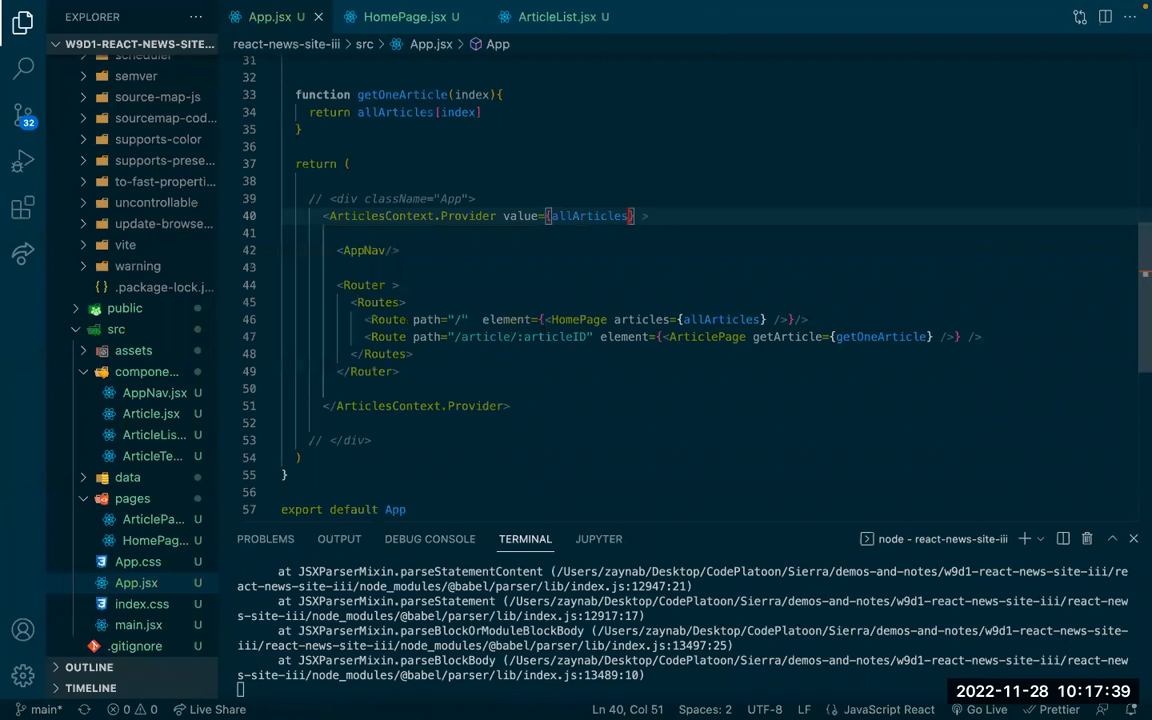 EXPLORER
App.jsx U
HomePage.jsx U
ArticleList.jsx U
W9D1-REACT-NEWS-SITE...
react-news-site-iii > src > App.jsx > App
scheduler
semver
source-map-js
sourcemap-cod...
supports-color
supports-prese...
to-fast-properti...
uncontrollable
update-browse...
vite
warning
{.} .package-lock.j...
public
src
assets
compone...
AppNav.jsx U
Article.jsx U
ArticleLis... U
ArticleTe... U
data
pages
ArticlePa... U
HomePag... U
App.css U
App.jsx U
index.css U
main.jsx U
.gitignore U
OUTLINE
TIMELINE
32
31
32
33 function getOneArticle(index){
34 return allArticles[index]
35 }
36
37 return (
38
39 // <div className="App">
40 <ArticlesContext.Provider value={allArticles} >
41
42 <AppNav/>
43
44 <Router >
45 <Routes>
46 <Route path="/" element={<HomePage articles={allArticles} />}/>
47 <Route path="/article/:articleID" element={<ArticlePage getArticle={getOneArticle} />} />
48 </Routes>
49 </Router>
50
51 </ArticlesContext.Provider>
52
53 // </div>
54 )
55 }
56
57 export default App
PROBLEMS OUTPUT DEBUG CONSOLE TERMINAL JUPYTER
node - react-news-site-iii
at JSXParserMixin.parseStatementContent (/Users/zaynab/Desktop/CodePlatoon/Sierra/demos-and-notes/w9d1-react-news-site-iii/re
act-news-site-iii/node_modules/@babel/parser/lib/index.js:12947:21)
at JSXParserMixin.parseStatement (/Users/zaynab/Desktop/CodePlatoon/Sierra/demos-and-notes/w9d1-react-news-site-iii/react-new
s-site-iii/node_modules/@babel/parser/lib/index.js:12917:17)
at JSXParserMixin.parseBlockOrModuleBlockBody (/Users/zaynab/Desktop/CodePlatoon/Sierra/demos-and-notes/w9d1-react-news-site-
iii/react-news-site-iii/node_modules/@babel/parser/lib/index.js:13497:25)
at JSXParserMixin.parseBlockBody (/Users/zaynab/Desktop/CodePlatoon/Sierra/demos-and-notes/w9d1-react-news-site-iii/react-new
s-site-iii/node_modules/@babel/parser/lib/index.js:13489:10)
2022-11-28 10:17:39
main* 0 0 Live Share
Ln 40, Col 51 Spaces: 2 UTF-8 LF JavaScript React Go Live Prettier